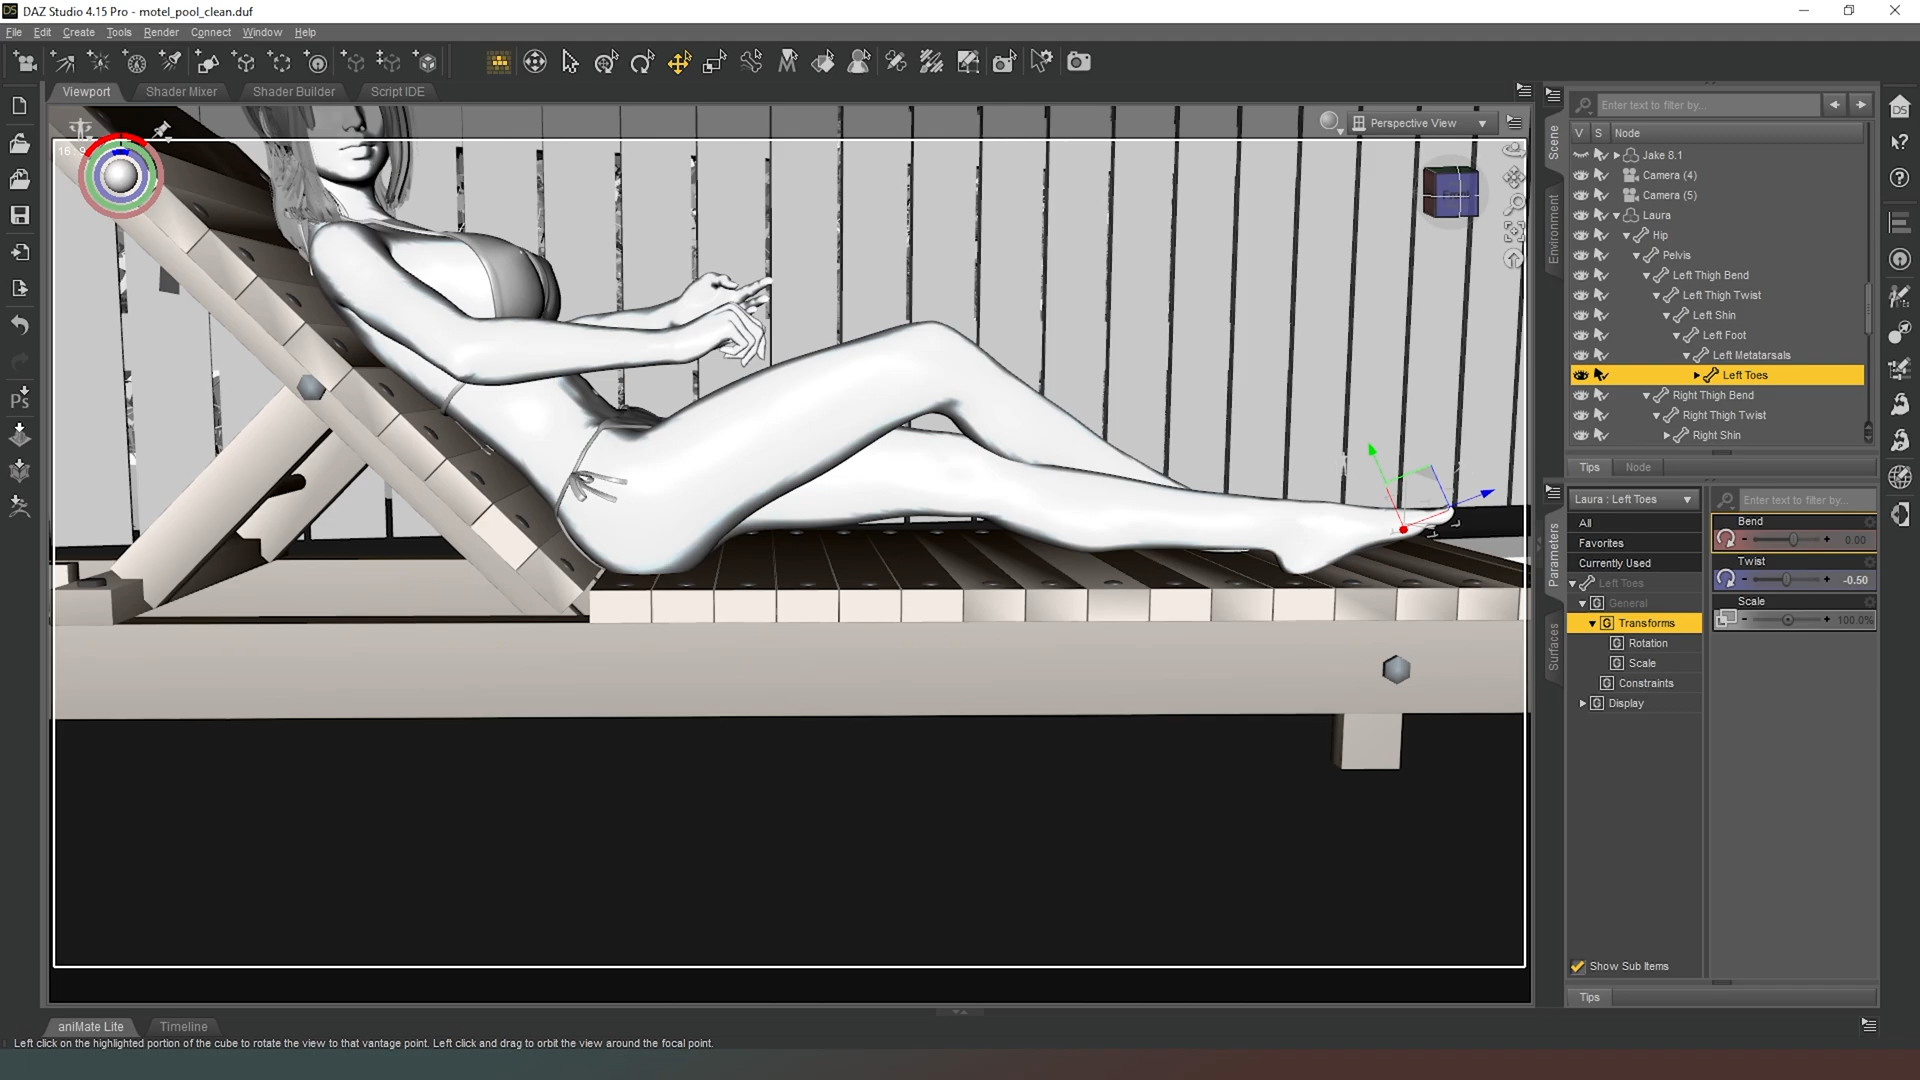 DAZ Studio 4.15 Pro - motel_pool_clean.duf
File Edit Create Tools Render Connect Window Help
Viewport Shader Mixer Shader Builder Script IDE
Perspective View
Front
Scene
Environment
Enter text to filter by...
V S Node
Jake 8.1
Camera (4)
Camera (5)
Laura
Hip
Pelvis
Left Thigh Bend
Left Thigh Twist
Left Shin
Left Foot
Left Metatarsals
Left Toes
Right Thigh Bend
Right Thigh Twist
Right Shin
Tips Node
Parameters
Surfaces
Laura : Left Toes
Enter text to filter by...
All
Favorites
Currently Used
Left Toes
General
Transforms
Rotation
Scale
Constraints
Display
Bend
0.00
Twist
-0.50
Scale
100.0%
Show Sub Items
Tips
aniMate Lite Timeline
Left click on the highlighted portion of the cube to rotate the view to that vantage point. Left click and drag to orbit the view around the focal point.